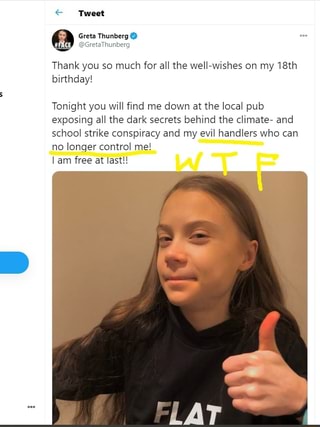 Tweet
Greta Thunberg
@GretaThunberg
Thank you so much for all the well-wishes on my 18th
birthday!
Tonight you will find me down at the local pub
exposing all the dark secrets behind the climate- and
school strike conspiracy and my evil handlers who can
no longer control me!
I am free at last!!
WTF
FLAT